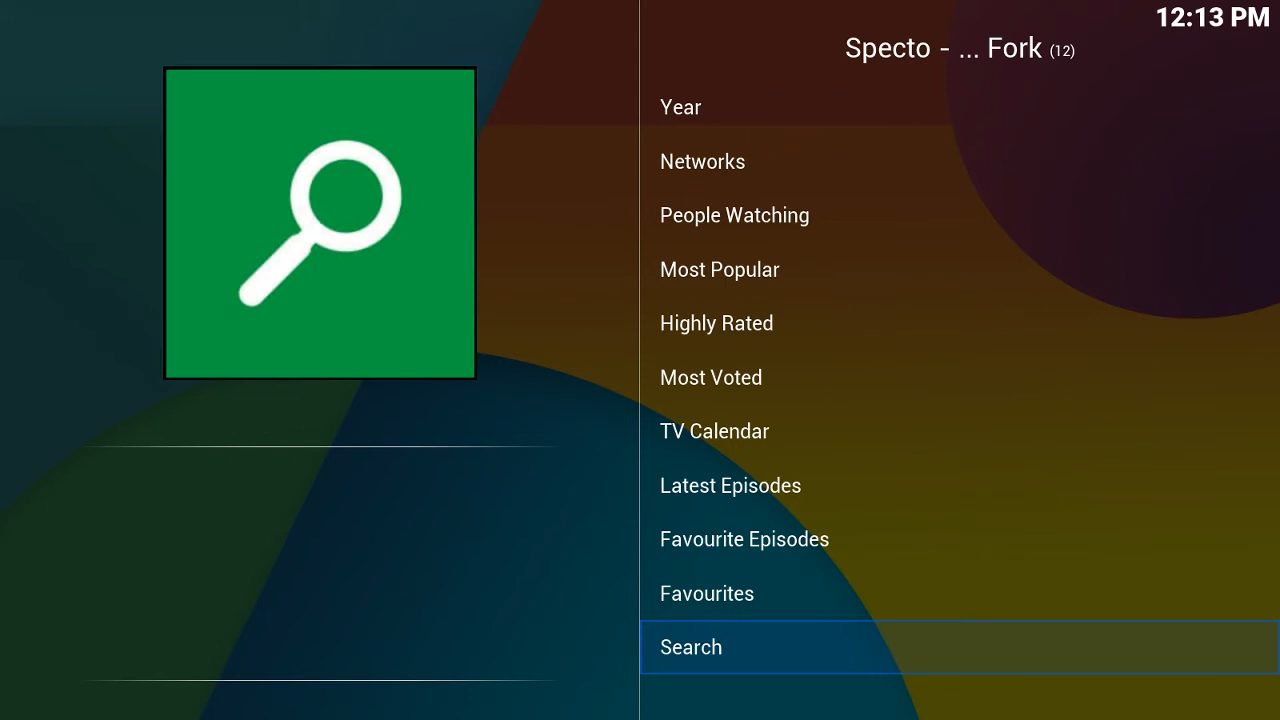 12:13 PM
Specto - ... Fork (12)
Year
Networks
People Watching
Most Popular
Highly Rated
Most Voted
TV Calendar
Latest Episodes
Favourite Episodes
Favourites
Search